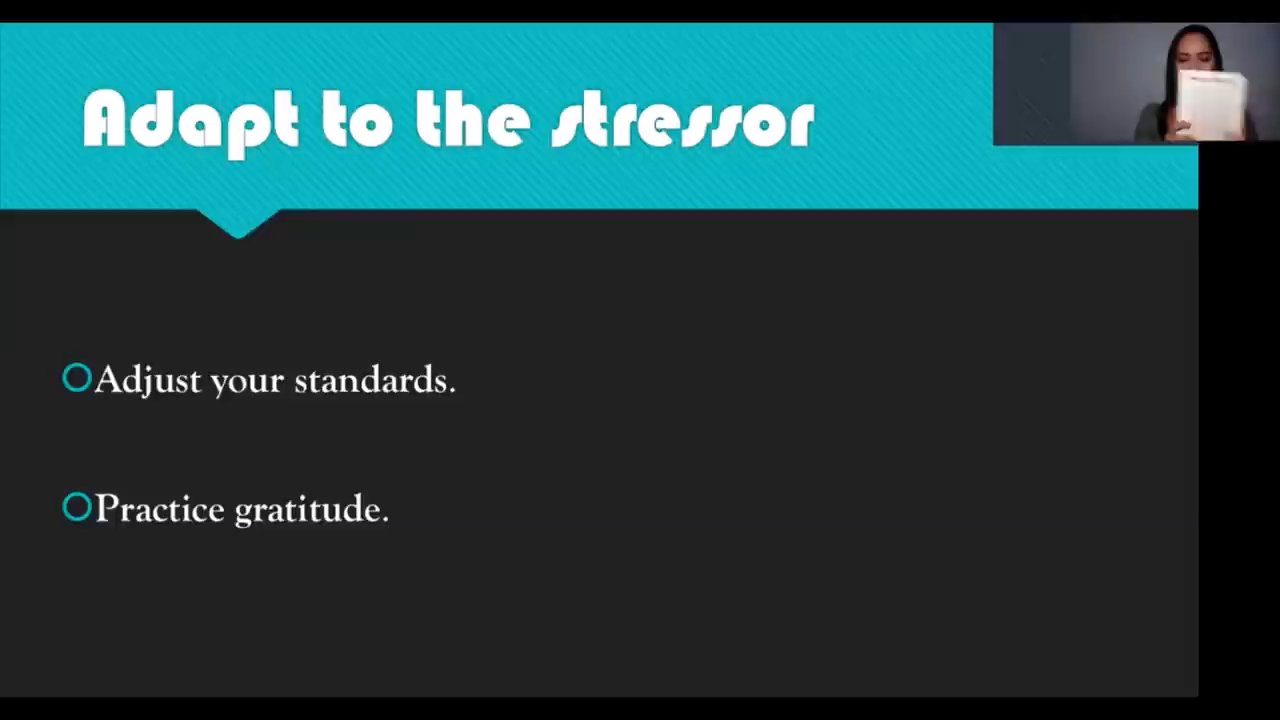 Adapt to the stressor
Adjust your standards.
Practice gratitude.